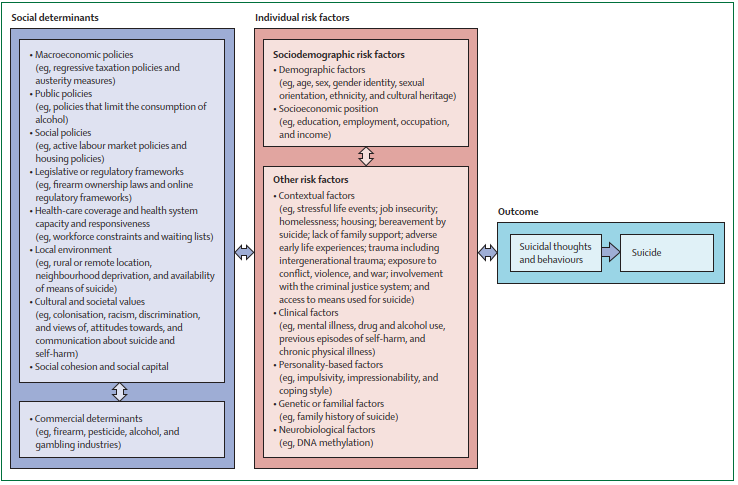 Social determinants
• Macroeconomic policies
(eg, regressive taxation policies and
austerity measures)
• Public policies
(eg, policies that limit the consumption of
alcohol)
• Social policies
(eg, active labour market policies and
housing policies)
• Legislative or regulatory frameworks
(eg, firearm ownership laws and online
regulatory frameworks)
• Health-care coverage and health system
capacity and responsiveness
(eg, workforce constraints and waiting lists)
• Local environment
(eg, rural or remote location,
neighbourhood deprivation, and availability
of means of suicide)
• Cultural and societal values
(eg, colonisation, racism, discrimination,
and views of, attitudes towards, and
communication about suicide and
self-harm)
• Social cohesion and social capital
• Commercial determinants
(eg, firearm, pesticide, alcohol, and
gambling industries)
Individual risk factors
Sociodemographic risk factors
• Demographic factors
(eg, age, sex, gender identity, sexual
orientation, ethnicity, and cultural heritage)
• Socioeconomic position
(eg, education, employment, occupation,
and income)
Other risk factors
• Contextual factors
(eg, stressful life events; job insecurity;
homelessness; housing; bereavement by
suicide; lack of family support; adverse
early life experiences; trauma including
intergenerational trauma; exposure to
conflict, violence, and war; involvement
with the criminal justice system; and
access to means used for suicide)
• Clinical factors
(eg, mental illness, drug and alcohol use,
previous episodes of self-harm, and
chronic physical illness)
• Personality-based factors
(eg, impulsivity, impressionability, and
coping style)
• Genetic or familial factors
(eg, family history of suicide)
• Neurobiological factors
(eg, DNA methylation)
Outcome
Suicidal thoughts
and behaviours
Suicide